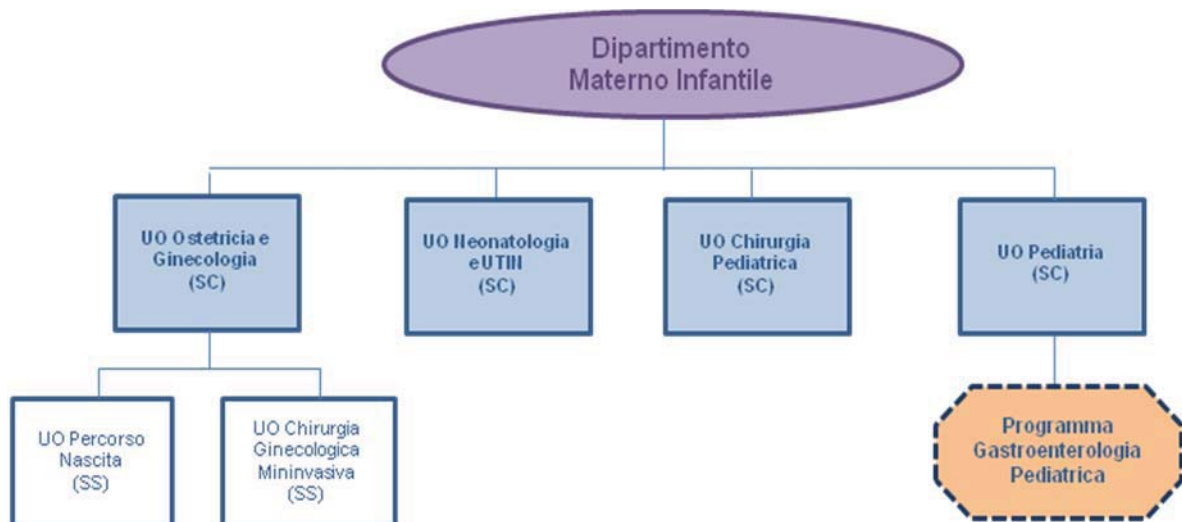 Dipartimento
Materno Infantile
UO Ostetricia e
Ginecologia
(SC)
UO Neonatologia
e UTIN
(SC)
UO Chirurgia
Pediatrica
(SC)
UO Pediatria
(SC)
UO Percorso
Nascita
(SS)
UO Chirurgia
Ginecologica
Mininvasiva
(SS)
Programma
Gastroenterologia
Pediatrica